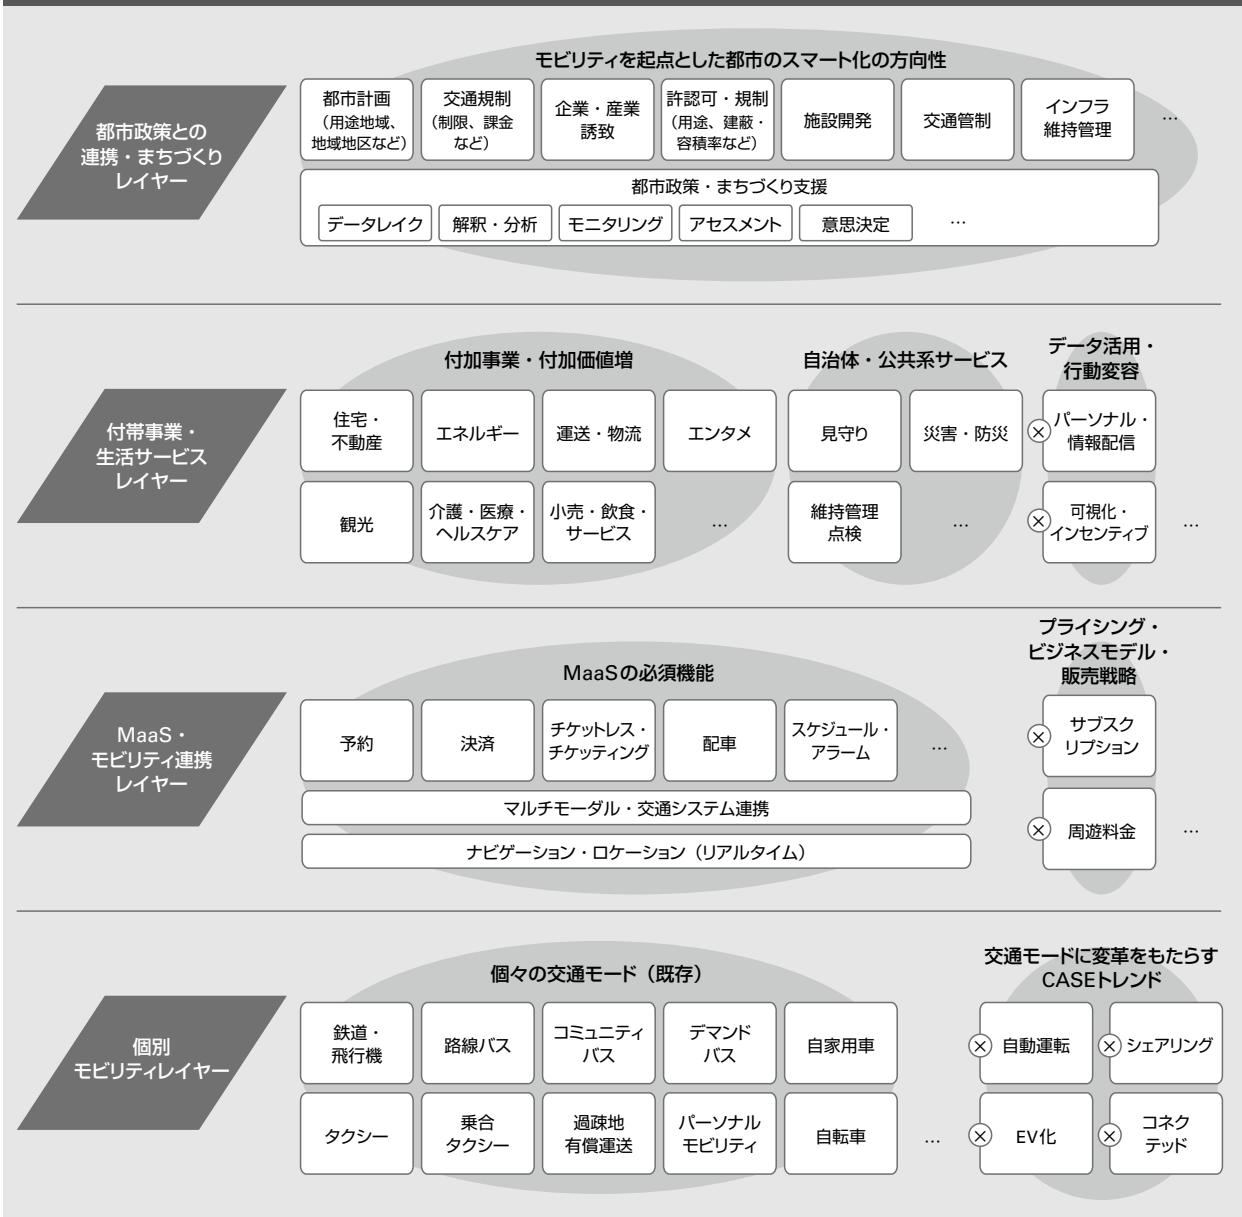 モビリティを起点とした都市のスマート化の方向性
都市政策との
連携・まちづくり
レイヤー
都市計画
（用途地域、
地域地区など）
交通規制
（制限、課金
など）
企業・産業
誘致
許認可・規制
（用途、建蔽・
容積率など）
施設開発
交通管制
インフラ
維持管理
…
都市政策・まちづくり支援
データレイク
解釈・分析
モニタリング
アセスメント
意思決定
…
付帯事業・
生活サービス
レイヤー
付加事業・付加価値増
住宅・
不動産
エネルギー
運送・物流
エンタメ
観光
介護・医療・
ヘルスケア
小売・飲食・
サービス
…
自治体・公共系サービス
見守り
災害・防災
維持管理
点検
…
データ活用・
行動変容
×
パーソナル・
情報配信
×
可視化・
インセンティブ
…
MaaS・
モビリティ連携
レイヤー
MaaSの必須機能
予約
決済
チケットレス・
チケッティング
配車
スケジュール・
アラーム
…
マルチモーダル・交通システム連携
ナビゲーション・ロケーション（リアルタイム）
プライシング・
ビジネスモデル・
販売戦略
×
サブスク
リプション
×
周遊料金
…
個別
モビリティレイヤー
個々の交通モード（既存）
鉄道・
飛行機
路線バス
コミュニティ
バス
デマンド
バス
自家用車
タクシー
乗合
タクシー
過疎地
有償運送
パーソナル
モビリティ
自転車
…
交通モードに変革をもたらす
CASEトレンド
×
自動運転
×
シェアリング
×
EV化
×
コネク
テッド